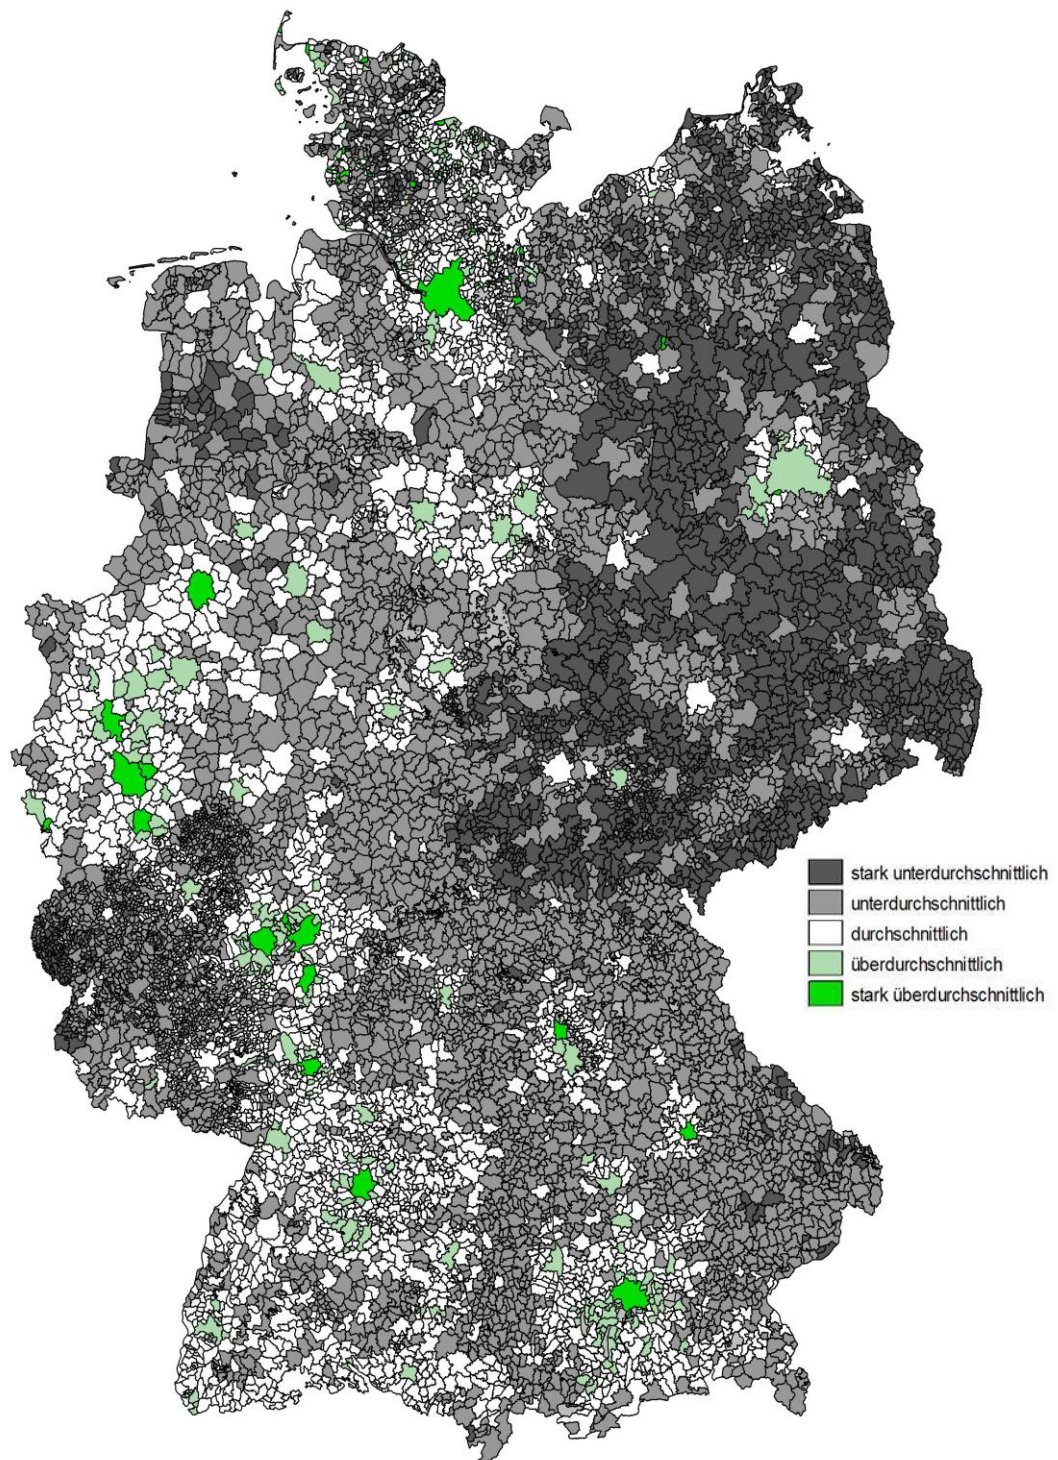 stark unterdurchschnittlich
unterdurchschnittlich
durchschnittlich
überdurchschnittlich
stark überdurchschnittlich